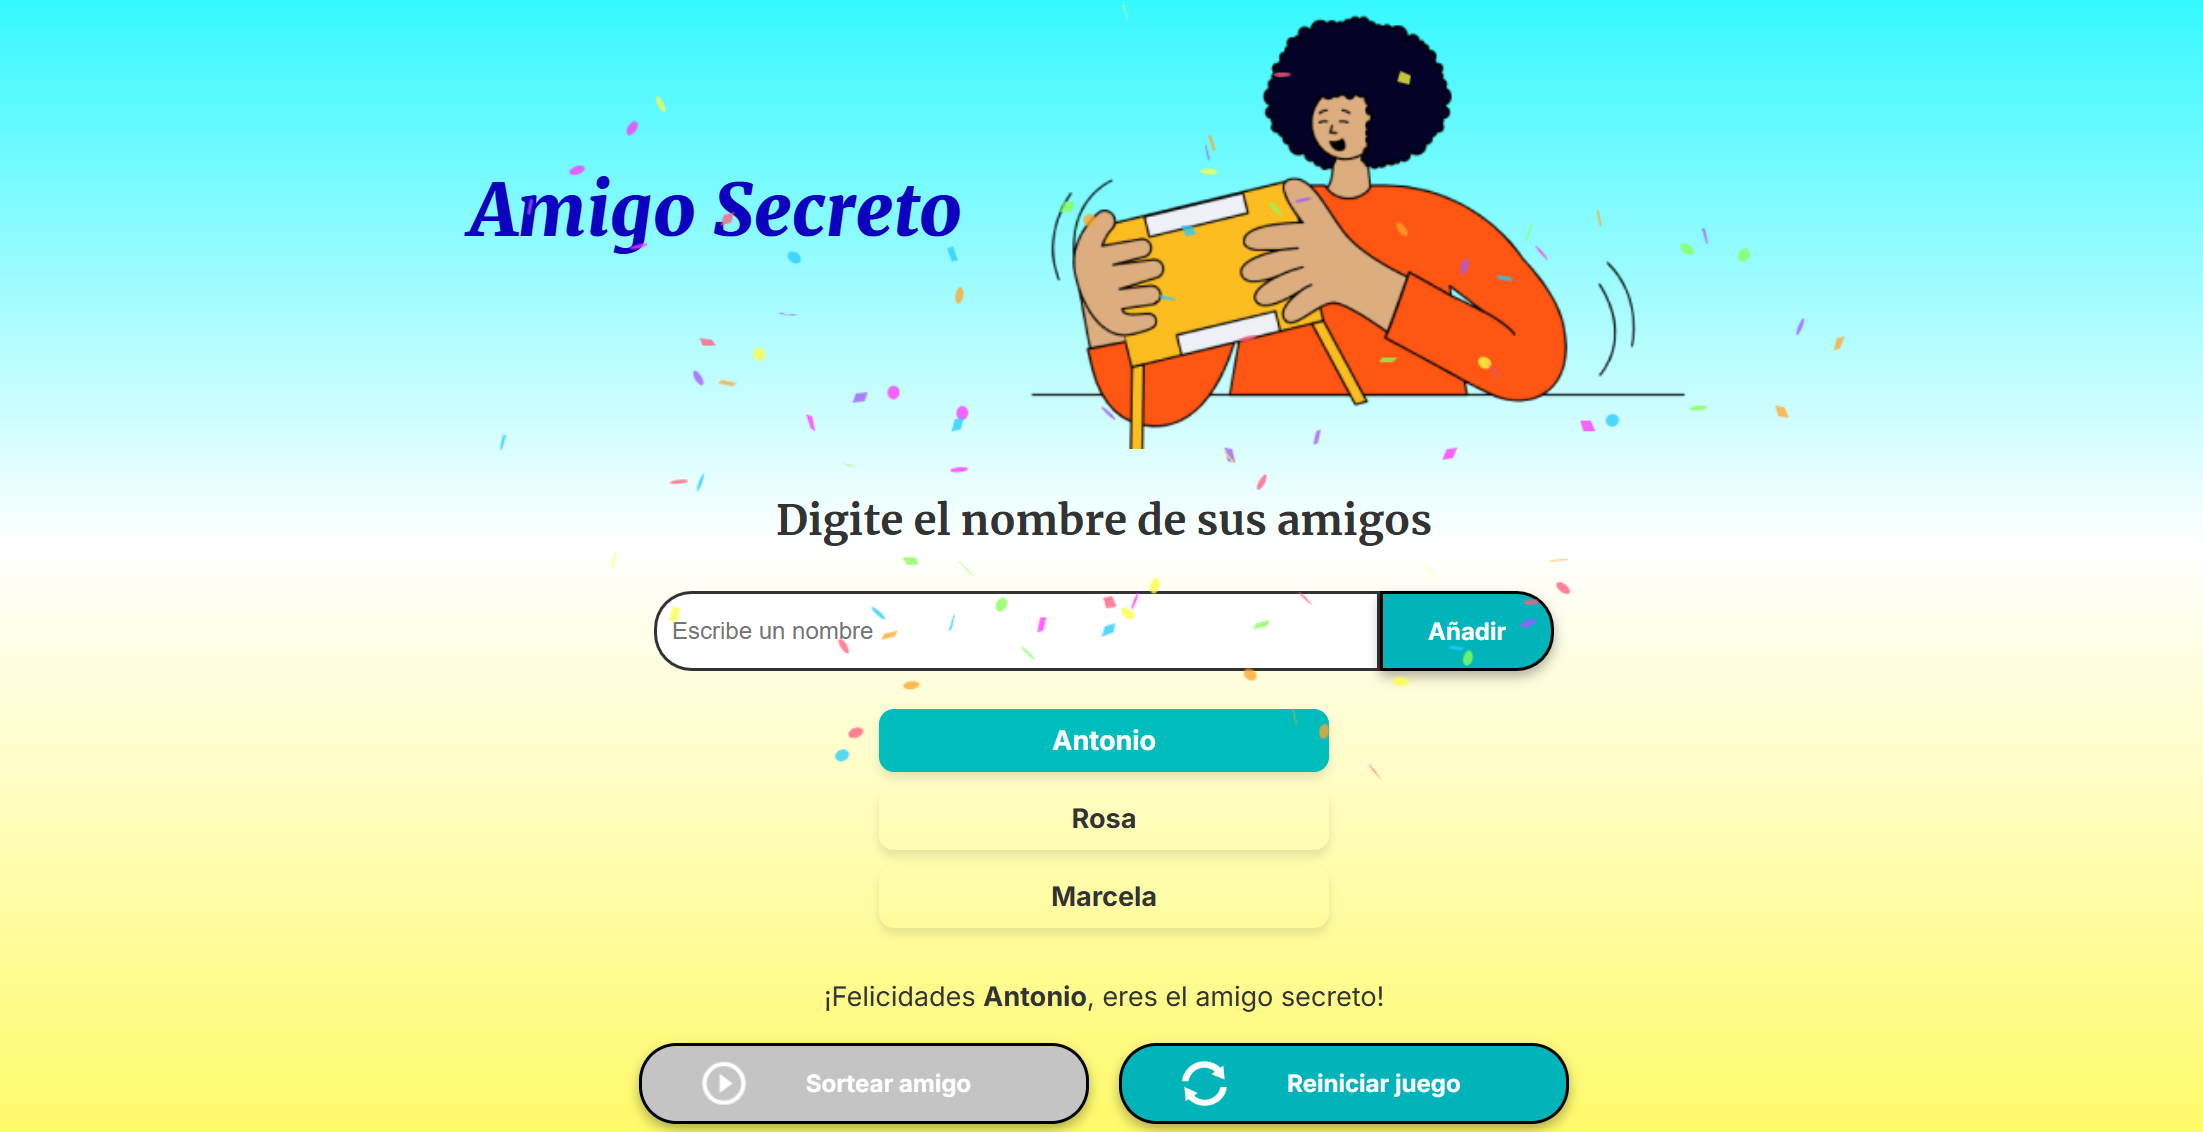 Amigo Secreto
Digite el nombre de sus amigos
Escribe un nombre
Añadir
Antonio
Rosa
Marcela
¡Felicidades Antonio, eres el amigo secreto!
Sortear amigo
Reiniciar juego